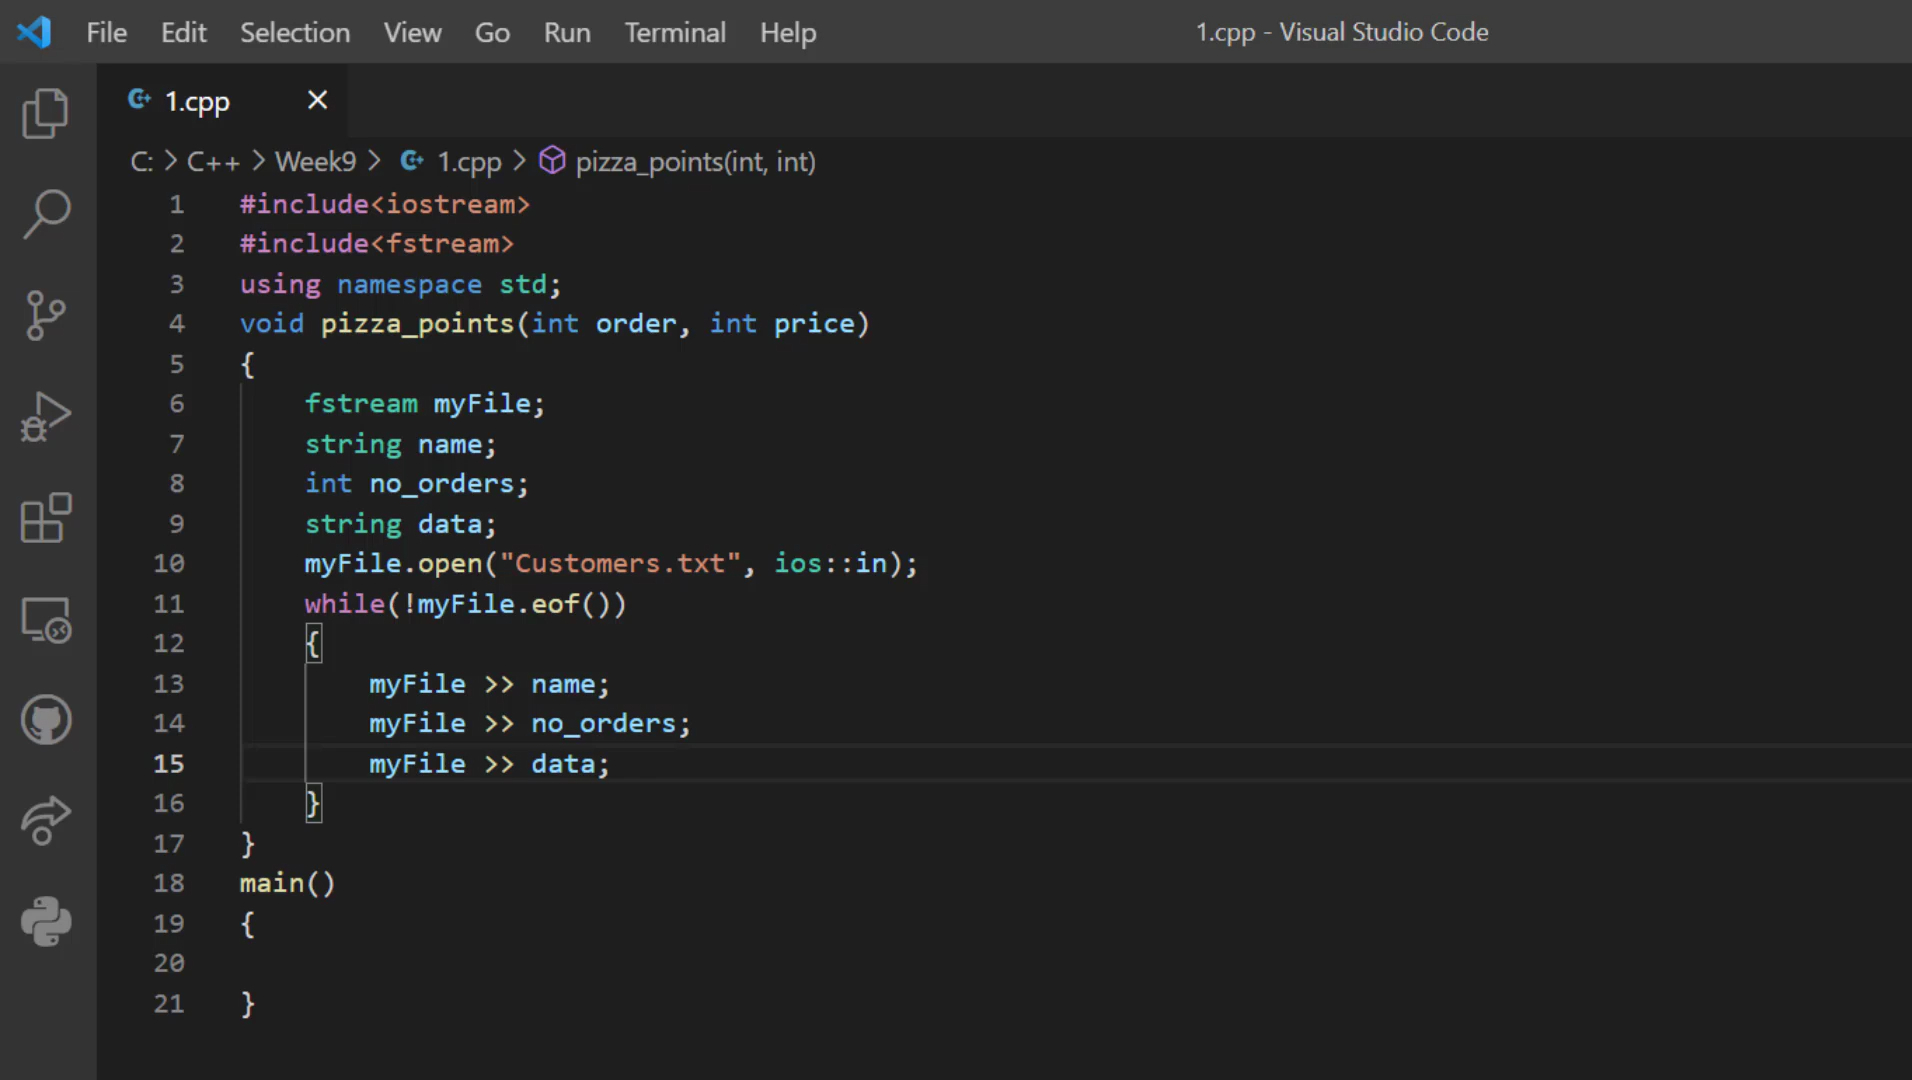 File Edit Selection View Go Run Terminal Help 1.cpp - Visual Studio Code
1.cpp
C: > C++ > Week9 > 1.cpp > pizza_points(int, int)
1 #include<iostream>
2 #include<fstream>
3 using namespace std;
4 void pizza_points(int order, int price)
5 {
6 fstream myFile;
7 string name;
8 int no_orders;
9 string data;
10 myFile.open("Customers.txt", ios::in);
11 while(!myFile.eof())
12 {
13 myFile >> name;
14 myFile >> no_orders;
15 myFile >> data;
16 }
17 }
18 main()
19 {
20
21 }